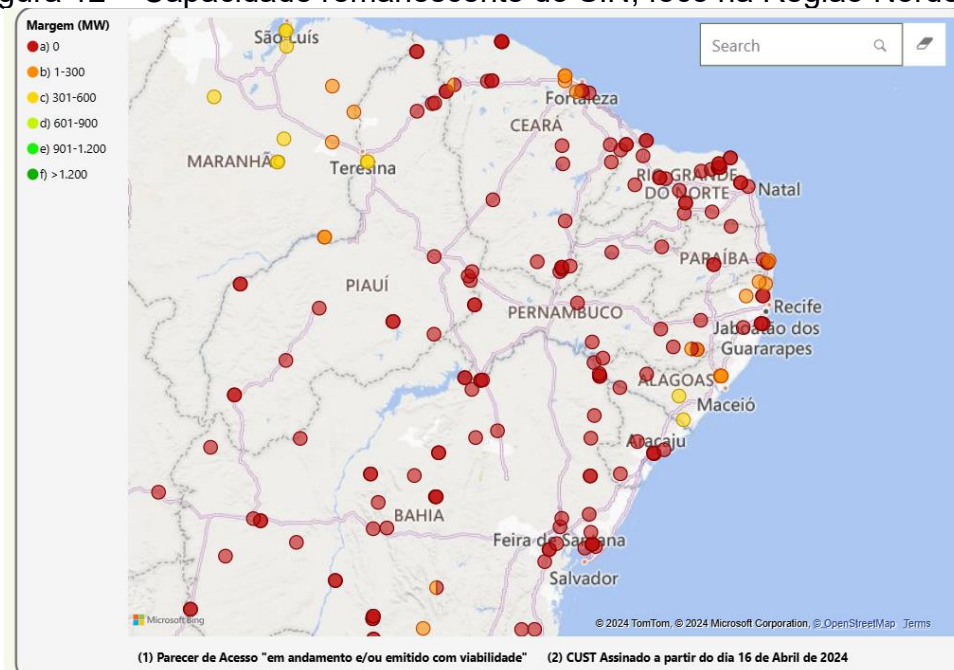 Figura 12 – Capacidade remanescente do SIN, foco na Região Nordeste
Margem (MW)
a) 0
b) 1-300
c) 301-600
d) 601-900
e) 901-1.200
f) >1.200
Search
São Luís
Fortaleza
CEARÁ
MARANHÃO
Teresina
RIO GRANDE
DO NORTE
Natal
PARAÍBA
PIAUÍ
PERNAMBUCO
Recife
Jaboatão dos
Guararapes
ALAGOAS
Maceió
Aracaju
BAHIA
Feira de Santana
Salvador
Microsoft Bing
© 2024 TomTom, © 2024 Microsoft Corporation, © OpenStreetMap Terms
(1) Parecer de Acesso "em andamento e/ou emitido com viabilidade" (2) CUST Assinado a partir do dia 16 de Abril de 2024